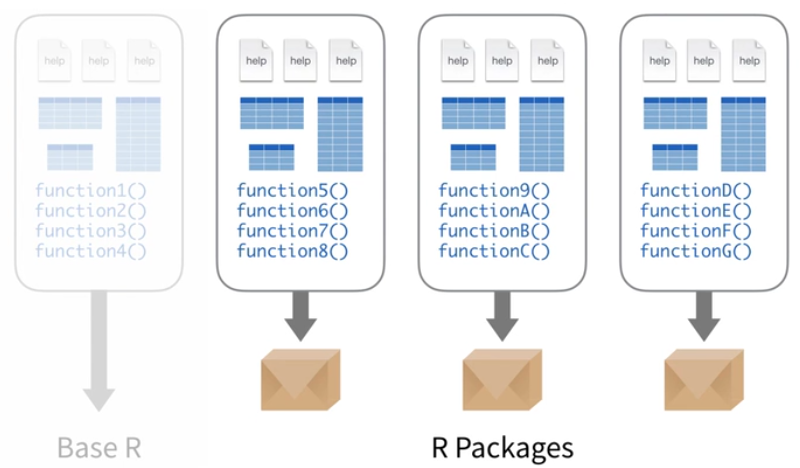 help help help
function1()
function2()
function3()
function4()
Base R
help help help
function5()
function6()
function7()
function8()
help help help
function9()
functionA()
functionB()
functionC()
help help help
functionD()
functionE()
functionF()
functionG()
R Packages